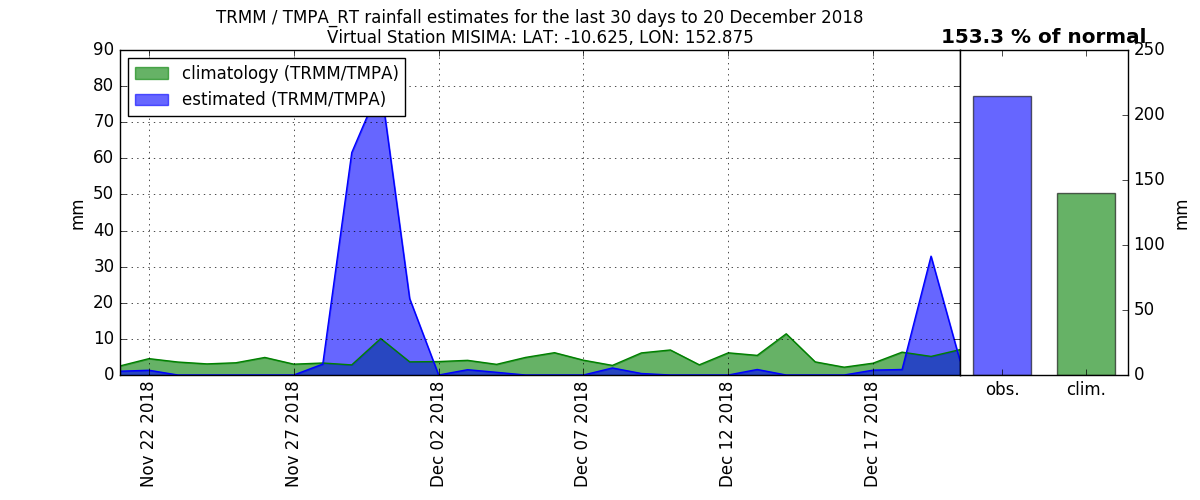 TRMM / TMPA_RT rainfall estimates for the last 30 days to 20 December 2018
Virtual Station MISIMA: LAT: -10.625, LON: 152.875
153.3 % of normal
climatology (TRMM/TMPA)
estimated (TRMM/TMPA)
90
80
70
60
50
40
30
20
10
0
mm
Nov 22 2018
Nov 27 2018
Dec 02 2018
Dec 07 2018
Dec 12 2018
Dec 17 2018
obs.
clim.
250
200
150
100
50
0
mm